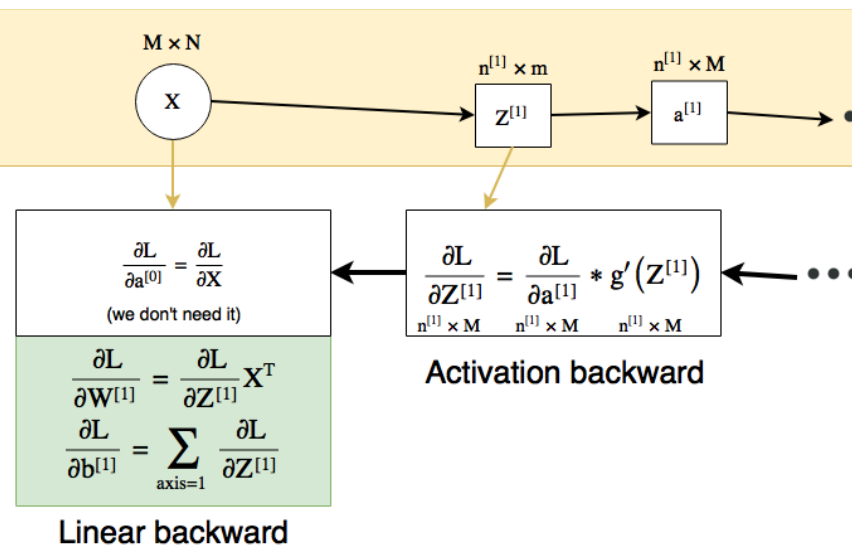 M × N
n[1] × m
n[1] × M
X
Z[1]
a[1]
∂L/∂a[0] = ∂L/∂X
(we don't need it)
∂L/∂Z[1] = ∂L/∂a[1] * g′(Z[1])
n[1] × M n[1] × M n[1] × M
Activation backward
∂L/∂W[1] = ∂L/∂Z[1] Xᵀ
∂L/∂b[1] = ∑ axis=1 ∂L/∂Z[1]
Linear backward